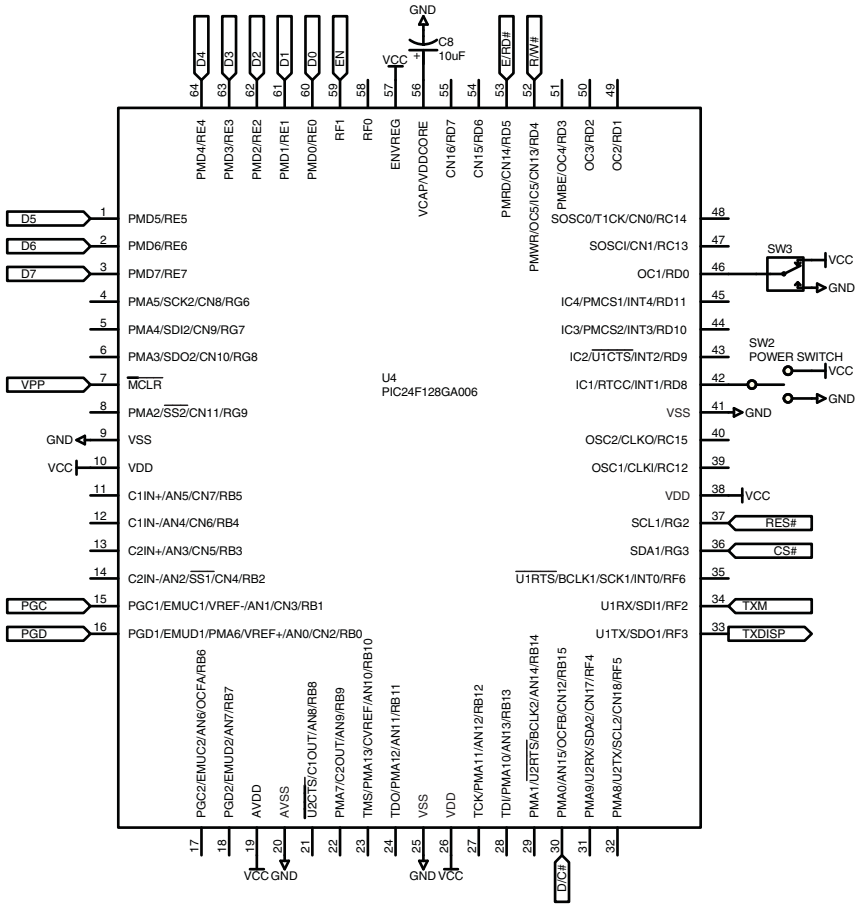 GND
C8
10uF
VCC
D4
D3
D2
D1
D0
EN
E/RD#
R/W#
64
63
62
61
60
59
58
57
56
55
54
53
52
51
50
49
PMD4/RE4
PMD3/RE3
PMD2/RE2
PMD1/RE1
PMD0/RE0
RF1
RF0
ENVREG
VCAP/VDDCORE
CN16/RD7
CN15/RD6
PMRD/CN14/RD5
PMWR/OC5/IC5/CN13/RD4
PMBE/OC4/RD3
OC3/RD2
OC2/RD1
D5 1 PMD5/RE5
D6 2 PMD6/RE6
D7 3 PMD7/RE7
4 PMA5/SCK2/CN8/RG6
5 PMA4/SDI2/CN9/RG7
6 PMA3/SDO2/CN10/RG8
VPP 7 MCLR
8 PMA2/SS2/CN11/RG9
GND 9 VSS
VCC 10 VDD
11 C1IN+/AN5/CN7/RB5
12 C1IN-/AN4/CN6/RB4
13 C2IN+/AN3/CN5/RB3
14 C2IN-/AN2/SS1/CN4/RB2
PGC 15 PGC1/EMUC1/VREF-/AN1/CN3/RB1
PGD 16 PGD1/EMUD1/PMA6/VREF+/AN0/CN2/RB0
U4
PIC24F128GA006
SOSC0/T1CK/CN0/RC14 48
SOSCI/CN1/RC13 47
SW3
OC1/RD0 46 VCC
GND
IC4/PMCS1/INT4/RD11 45
IC3/PMCS2/INT3/RD10 44
IC2/U1CTS/INT2/RD9 43
SW2
POWER SWITCH
IC1/RTCC/INT1/RD8 42 VCC
GND
VSS 41 GND
OSC2/CLKO/RC15 40
OSC1/CLKI/RC12 39
VDD 38 VCC
SCL1/RG2 37 RES#
SDA1/RG3 36 CS#
U1RTS/BCLK1/SCK1/INT0/RF6 35
U1RX/SDI1/RF2 34 TXM
U1TX/SDO1/RF3 33 TXDISP
PGC2/EMUC2/AN6/OCFA/RB6
PGD2/EMUD2/AN7/RB7
AVDD
AVSS
U2CTS/C1OUT/AN8/RB8
PMA7/C2OUT/AN9/RB9
TMS/PMA13/CVREF/AN10/RB10
TDO/PMA12/AN11/RB11
VSS
VDD
TCK/PMA11/AN12/RB12
TDI/PMA10/AN13/RB13
PMA1/U2RTS/BCLK2/AN14/RB14
PMA0/AN15/OCFB/CN12/RB15
PMA9/U2RX/SDA2/CN17/RF4
PMA8/U2TX/SCL2/CN18/RF5
17
18
19
20
21
22
23
24
25
26
27
28
29
30
31
32
VCC
GND
GND
VCC
D/C#